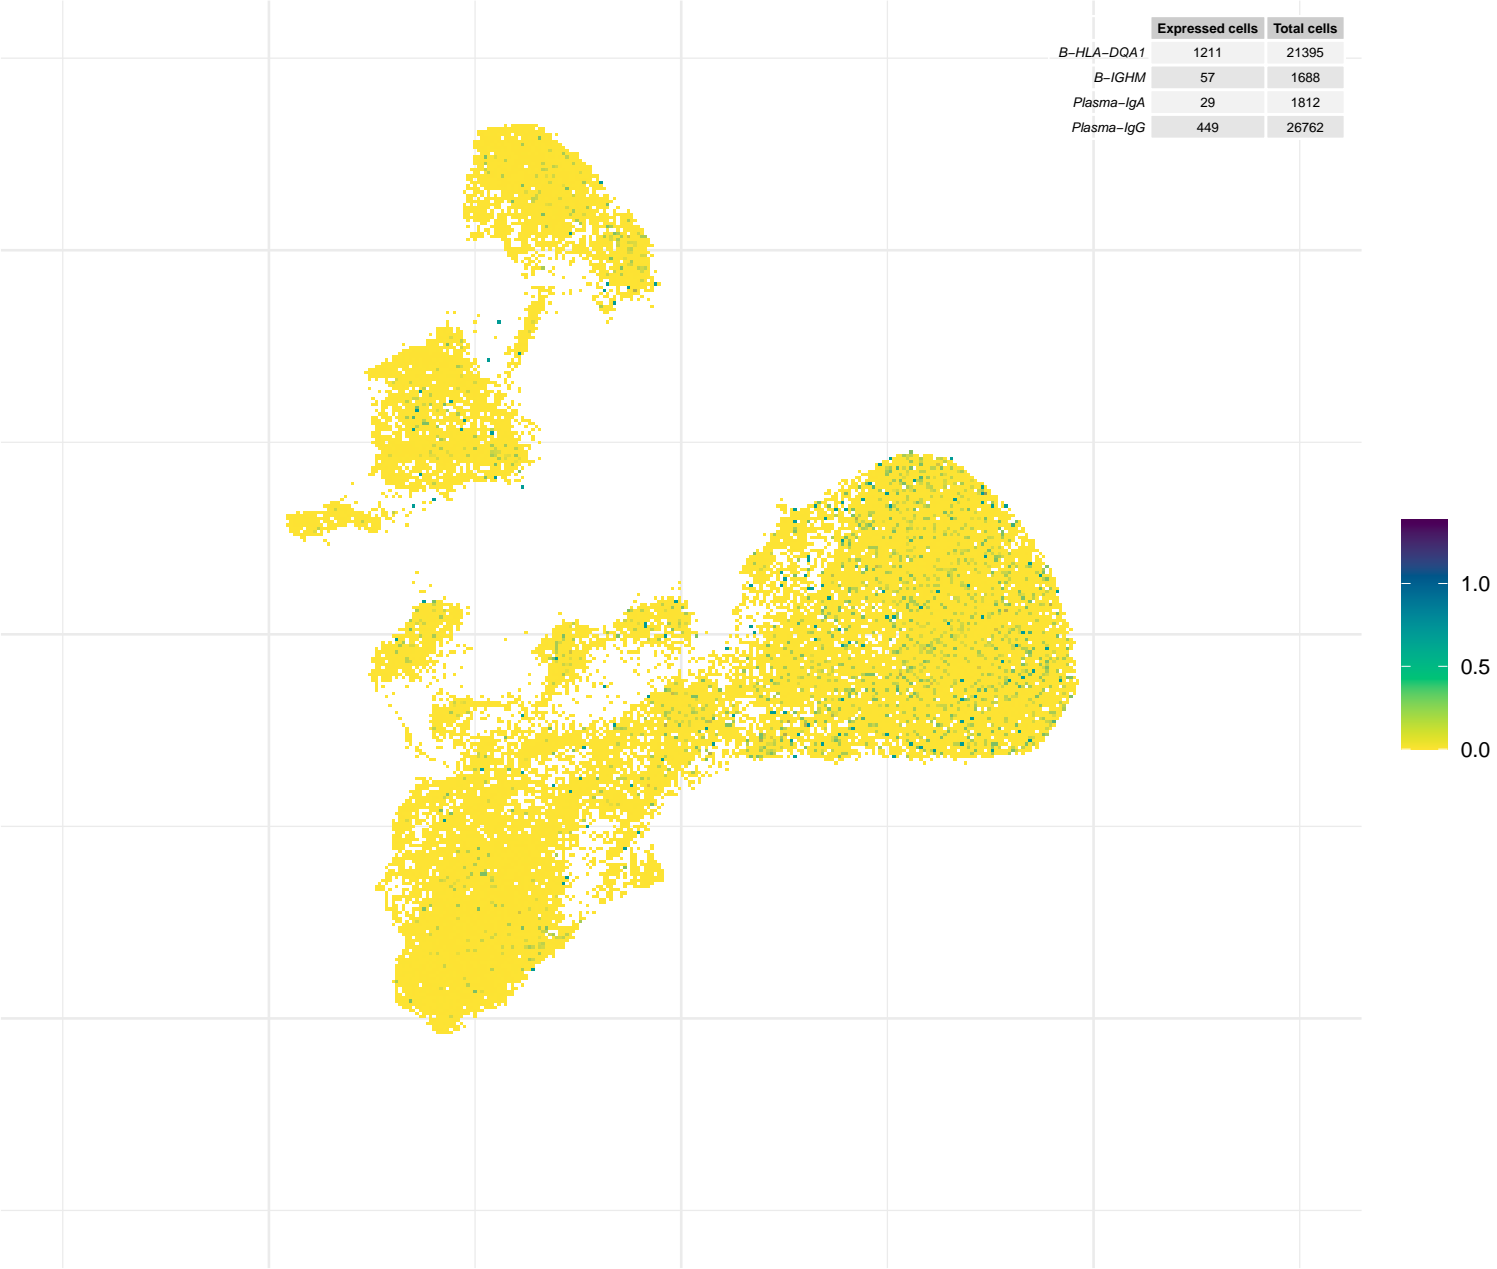 Expressed cells Total cells
B−HLA−DQA1 1211 21395
B−IGHM 57 1688
Plasma−IgA 29 1812
Plasma−IgG 449 26762
1.0
0.5
0.0